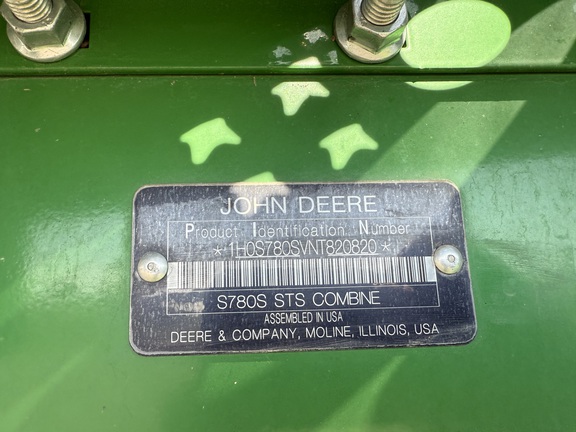 JOHN DEERE
Product Identification Number
*1H0S780SVNT820820*
S780S STS COMBINE
ASSEMBLED IN USA
DEERE & COMPANY, MOLINE, ILLINOIS, USA